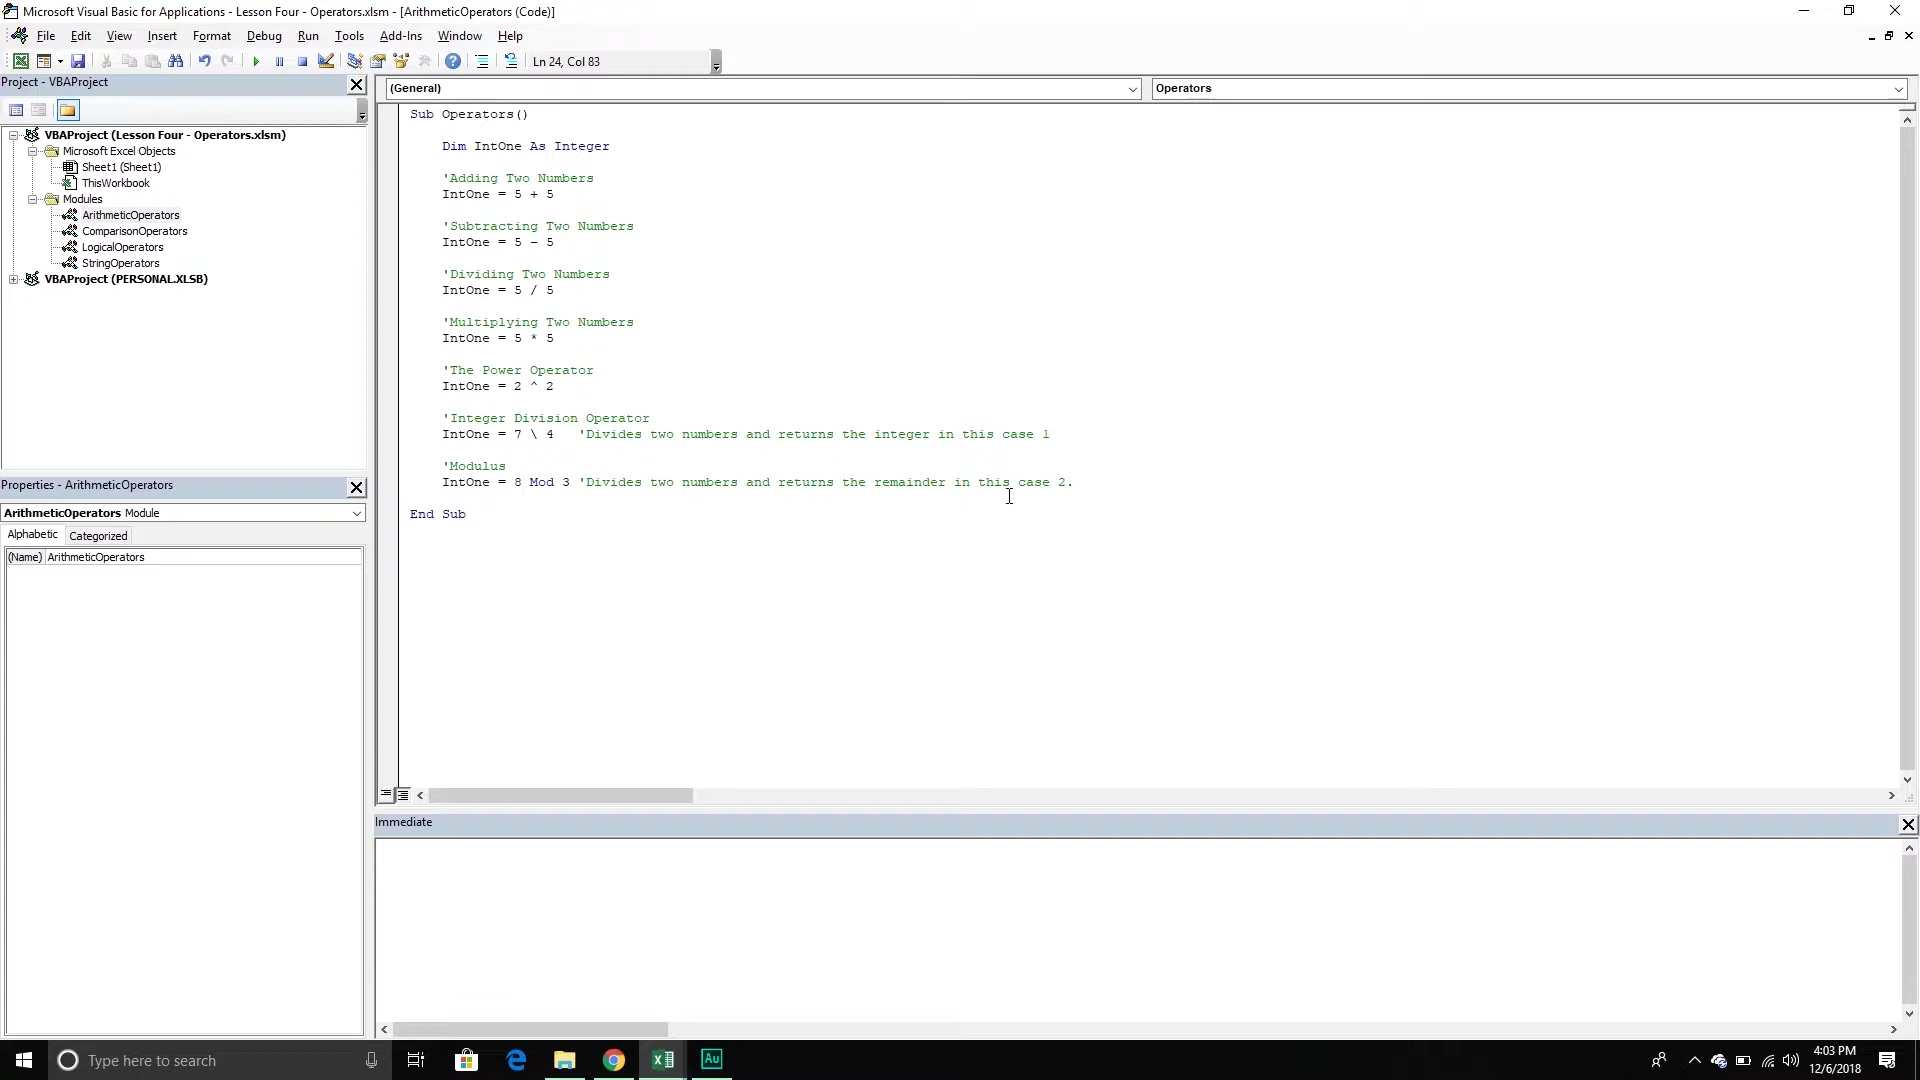 Microsoft Visual Basic for Applications - Lesson Four - Operators.xlsm - [ArithmeticOperators (Code)]
File Edit View Insert Format Debug Run Tools Add-Ins Window Help
Ln 24, Col 83
Project - VBAProject
VBAProject (Lesson Four - Operators.xlsm)
Microsoft Excel Objects
Sheet1 (Sheet1)
ThisWorkbook
Modules
ArithmeticOperators
ComparisonOperators
LogicalOperators
StringOperators
VBAProject (PERSONAL.XLSB)
Properties - ArithmeticOperators
ArithmeticOperators Module
Alphabetic Categorized
(Name) ArithmeticOperators
(General) Operators
Sub Operators()
Dim IntOne As Integer
'Adding Two Numbers
IntOne = 5 + 5
'Subtracting Two Numbers
IntOne = 5 - 5
'Dividing Two Numbers
IntOne = 5 / 5
'Multiplying Two Numbers
IntOne = 5 * 5
'The Power Operator
IntOne = 2 ^ 2
'Integer Division Operator
IntOne = 7 \ 4 'Divides two numbers and returns the integer in this case 1
'Modulus
IntOne = 8 Mod 3 'Divides two numbers and returns the remainder in this case 2.
End Sub
Immediate
Type here to search
Au
4:03 PM
12/6/2018